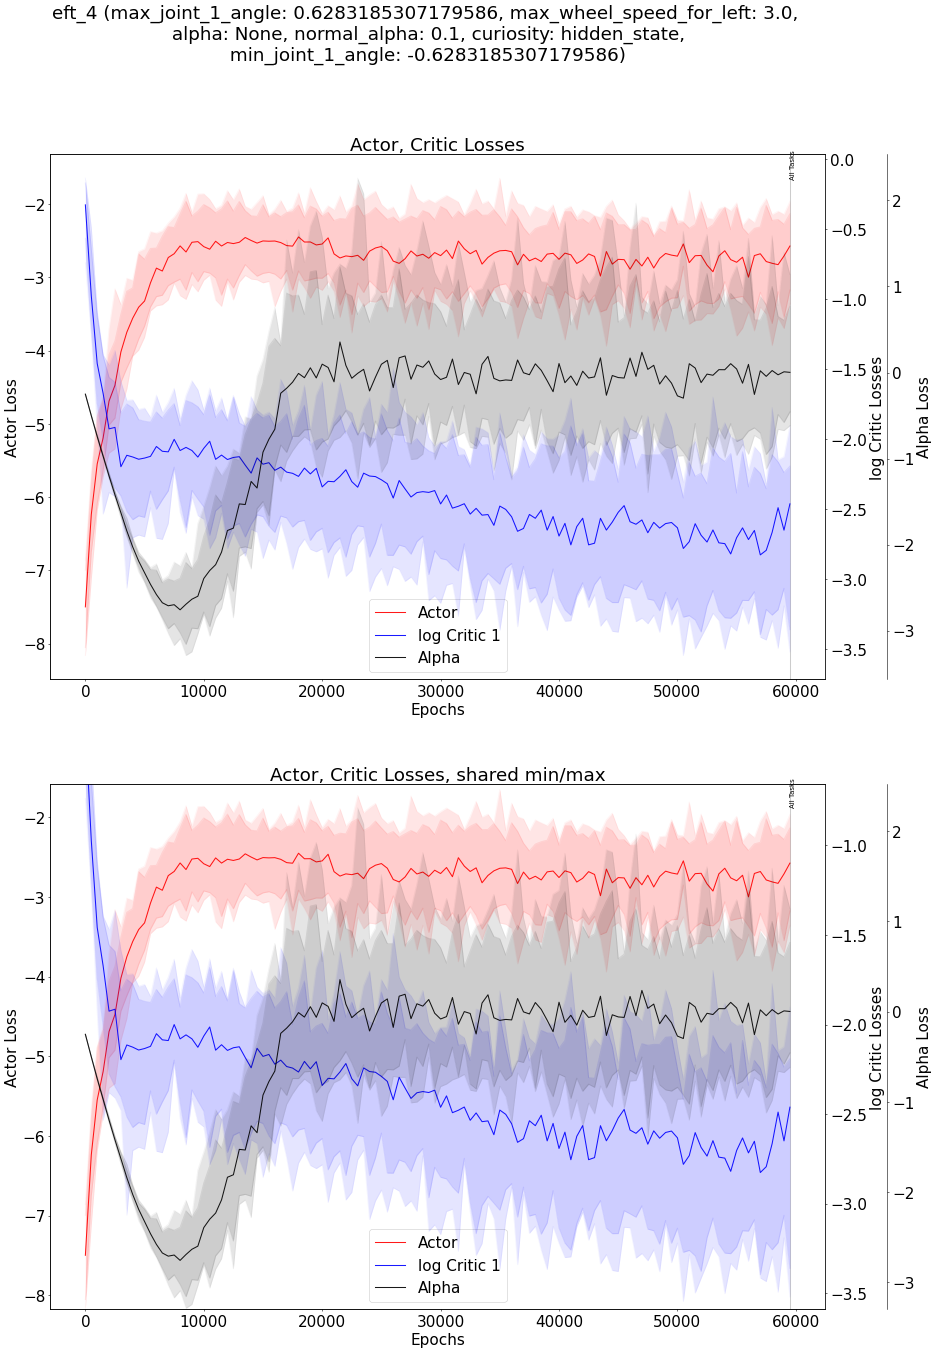 eft_4 (max_joint_1_angle: 0.6283185307179586, max_wheel_speed_for_left: 3.0,
alpha: None, normal_alpha: 0.1, curiosity: hidden_state,
min_joint_1_angle: -0.6283185307179586)
Actor, Critic Losses
All Tasks
−2
−3
−4
−5
−6
−7
−8
Actor Loss
0.0
−0.5
−1.0
−1.5
−2.0
−2.5
−3.0
−3.5
log Critic Losses
2
1
0
−1
−2
−3
Alpha Loss
Actor
log Critic 1
Alpha
0 10000 20000 30000 40000 50000 60000
Epochs
Actor, Critic Losses, shared min/max
All Tasks
−2
−3
−4
−5
−6
−7
−8
Actor Loss
−1.0
−1.5
−2.0
−2.5
−3.0
−3.5
log Critic Losses
2
1
0
−1
−2
−3
Alpha Loss
Actor
log Critic 1
Alpha
0 10000 20000 30000 40000 50000 60000
Epochs